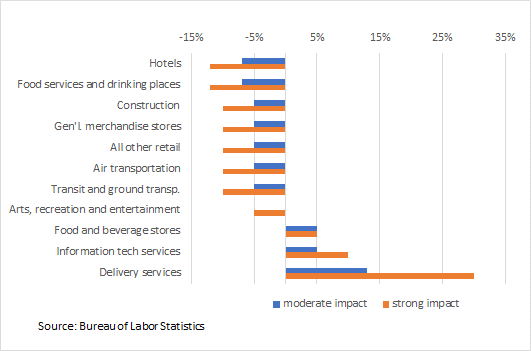 -15% -5% 5% 15% 25% 35%
Hotels
Food services and drinking places
Construction
Gen'l. merchandise stores
All other retail
Air transportation
Transit and ground transp.
Arts, recreation and entertainment
Food and beverage stores
Information tech services
Delivery services
moderate impact strong impact
Source: Bureau of Labor Statistics